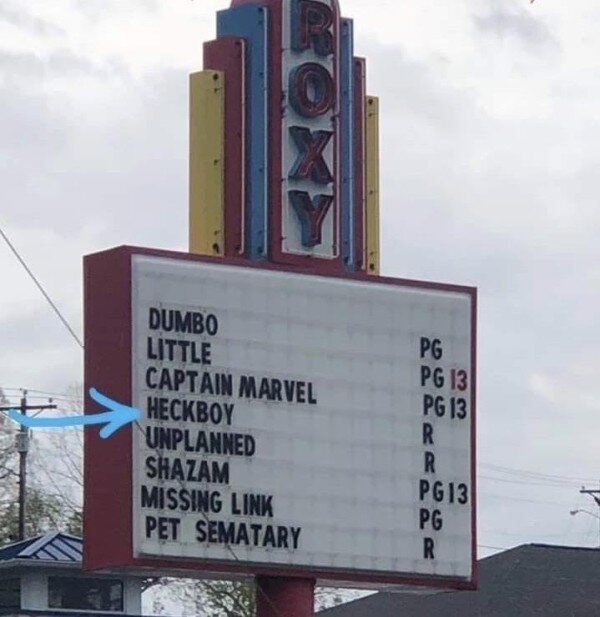 ROXY
DUMBO PG
LITTLE PG 13
CAPTAIN MARVEL PG 13
HECKBOY R
UNPLANNED R
SHAZAM PG13
MISSING LINK PG
PET SEMATARY R